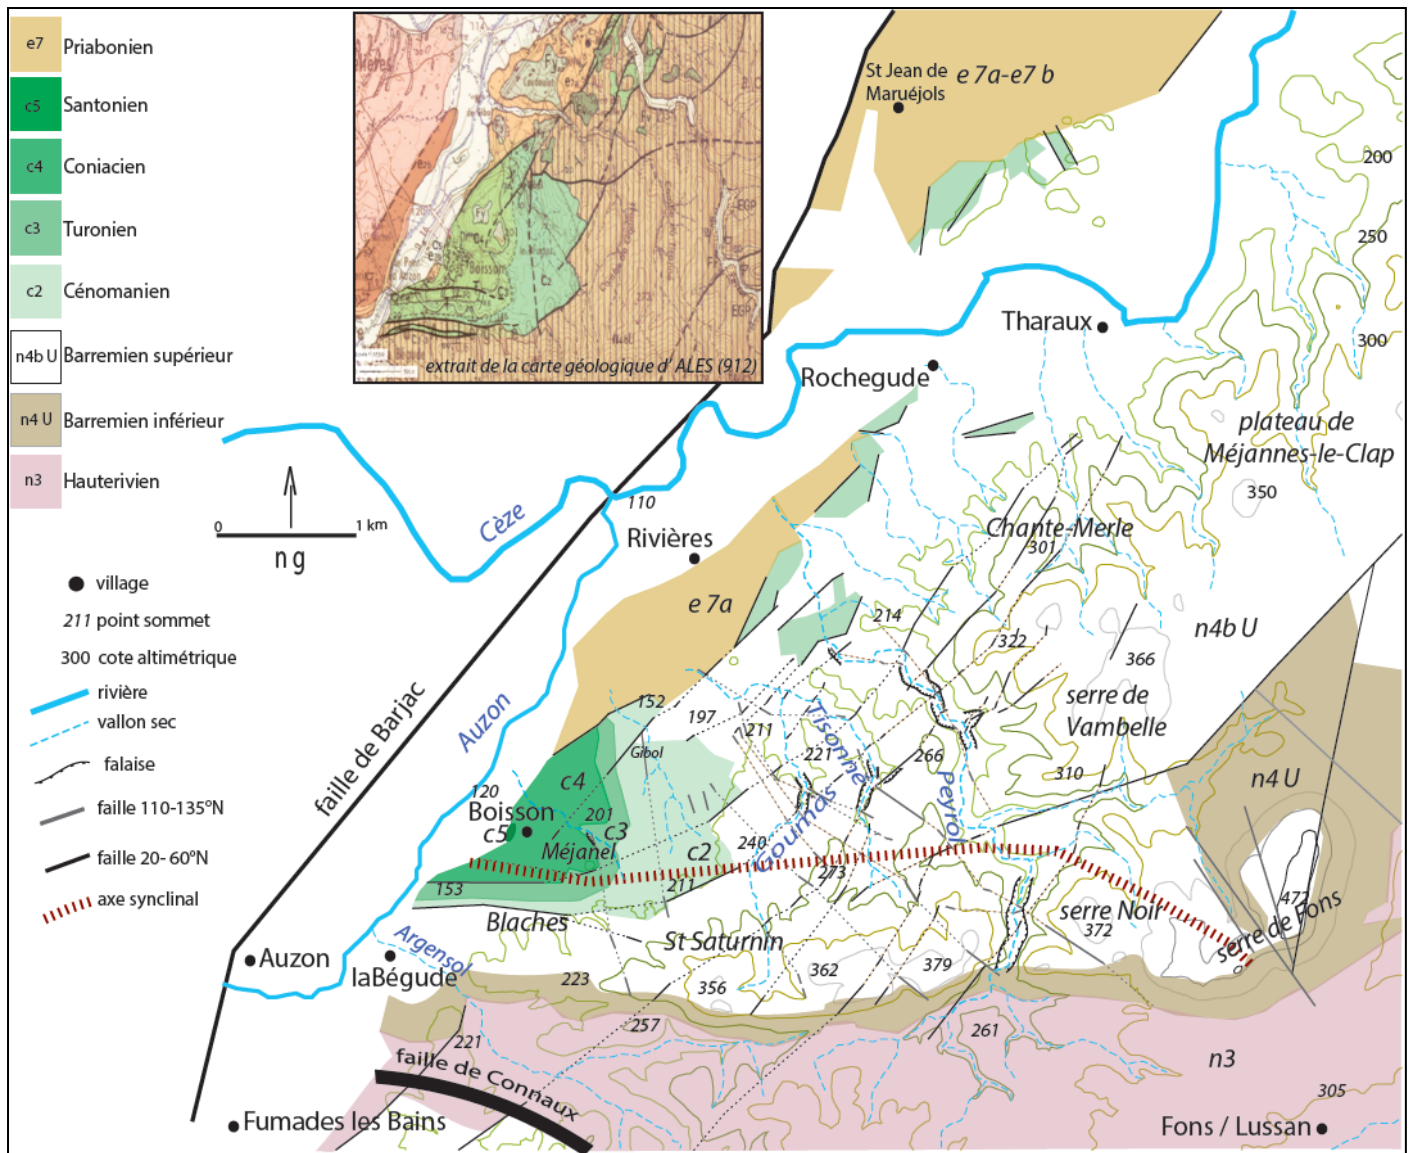 e7 Priabonien
c5 Santonien
c4 Coniacien
c3 Turonien
c2 Cénomanien
n4b U Barremien supérieur
n4 U Barremien inférieur
n3 Hauterivien
0 1 km
n g
village
211 point sommet
300 cote altimétrique
rivière
vallon sec
falaise
faille 110-135°N
faille 20- 60°N
axe synclinal
Boisson
extrait de la carte géologique d' ALES (912)
St Jean de
Maruéjols
e 7a-e7 b
200
250
300
Tharaux
Rochegude
plateau de
Méjannes-le-Clap
350
Cèze
110
Rivières
Chante-Merle
301
e 7a
214
322
n4b U
366
serre de
Vambelle
faille de Barjac
Auzon
152
197
211
Gibol
Tisonne
221
266
Peyrol
310
n4 U
c4
120
Boisson
c5
201
c3
Méjanel
c2
240
Goumas
273
153
211
Blaches
St Saturnin
serre Noir
372
472
serre de Fons
Auzon
Argensol
laBégude
223
356
362
379
257
261
221
n3
faille de Connaux
305
Fumades les Bains
Fons / Lussan